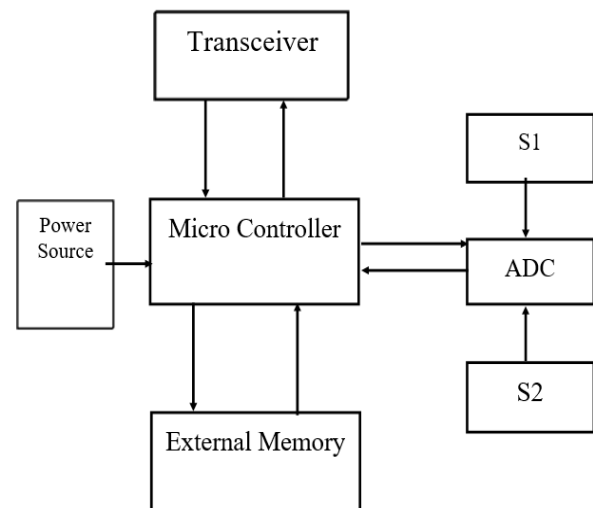 Transceiver
S1
Power
Source
Micro Controller
ADC
S2
External Memory